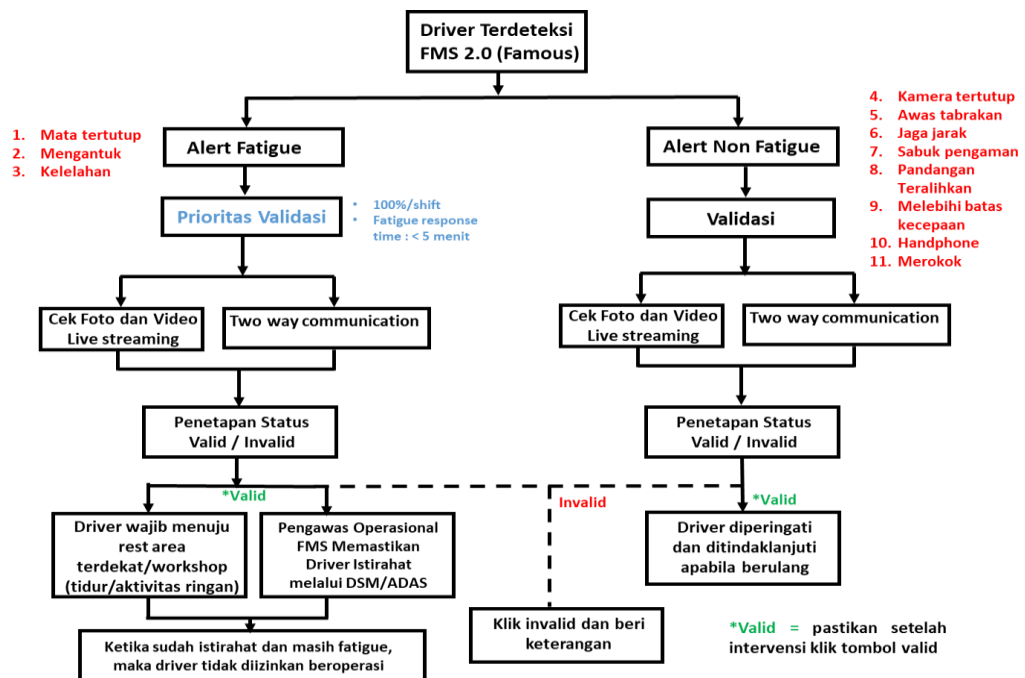 Driver Terdeteksi
FMS 2.0 (Famous)
1. Mata tertutup
2. Mengantuk
3. Kelelahan
Alert Fatigue
Alert Non Fatigue
4. Kamera tertutup
5. Awas tabrakan
6. Jaga jarak
7. Sabuk pengaman
8. Pandangan
Teralihkan
9. Melebihi batas
kecepaan
10. Handphone
11. Merokok
Prioritas Validasi
• 100%/shift
• Fatigue response
time : < 5 menit
Validasi
Cek Foto dan Video
Live streaming
Two way communication
Cek Foto dan Video
Live streaming
Two way communication
Penetapan Status
Valid / Invalid
Penetapan Status
Valid / Invalid
*Valid
Invalid
*Valid
Driver wajib menuju
rest area
terdekat/workshop
(tidur/aktivitas ringan)
Pengawas Operasional
FMS Memastikan
Driver Istirahat
melalui DSM/ADAS
Driver diperingati
dan ditindaklanjuti
apabila berulang
Klik invalid dan beri
keterangan
*Valid = pastikan setelah
intervensi klik tombol valid
Ketika sudah istirahat dan masih fatigue,
maka driver tidak diizinkan beroperasi